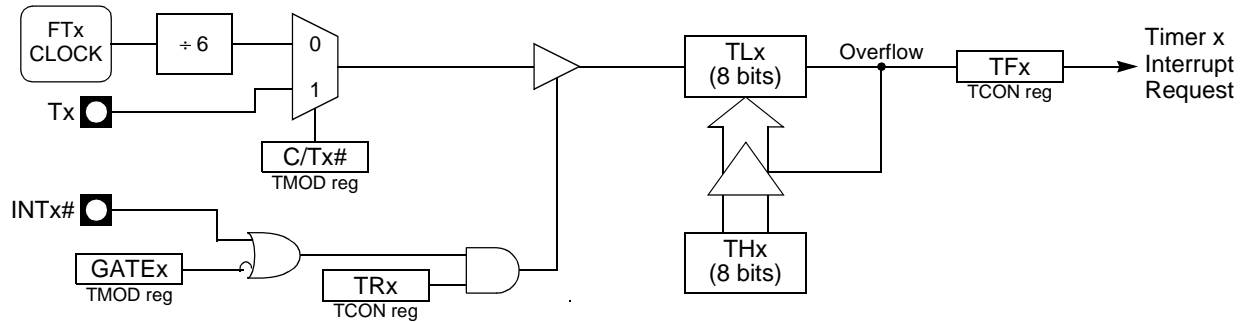 FTx
CLOCK
÷ 6
0
1
Tx
C/Tx#
TMOD reg
INTx#
GATEx
TMOD reg
TRx
TCON reg
TLx
(8 bits)
THx
(8 bits)
Overflow
TFx
TCON reg
Timer x
Interrupt
Request